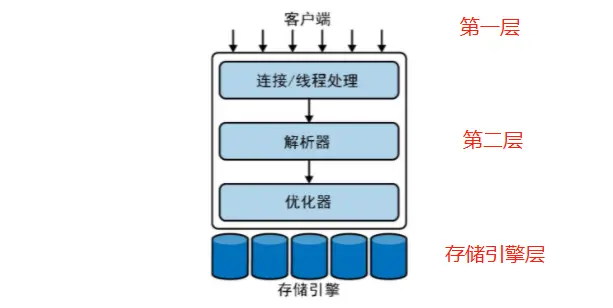 客户端
第一层
连接/线程处理
解析器
第二层
优化器
存储引擎层
存储引擎